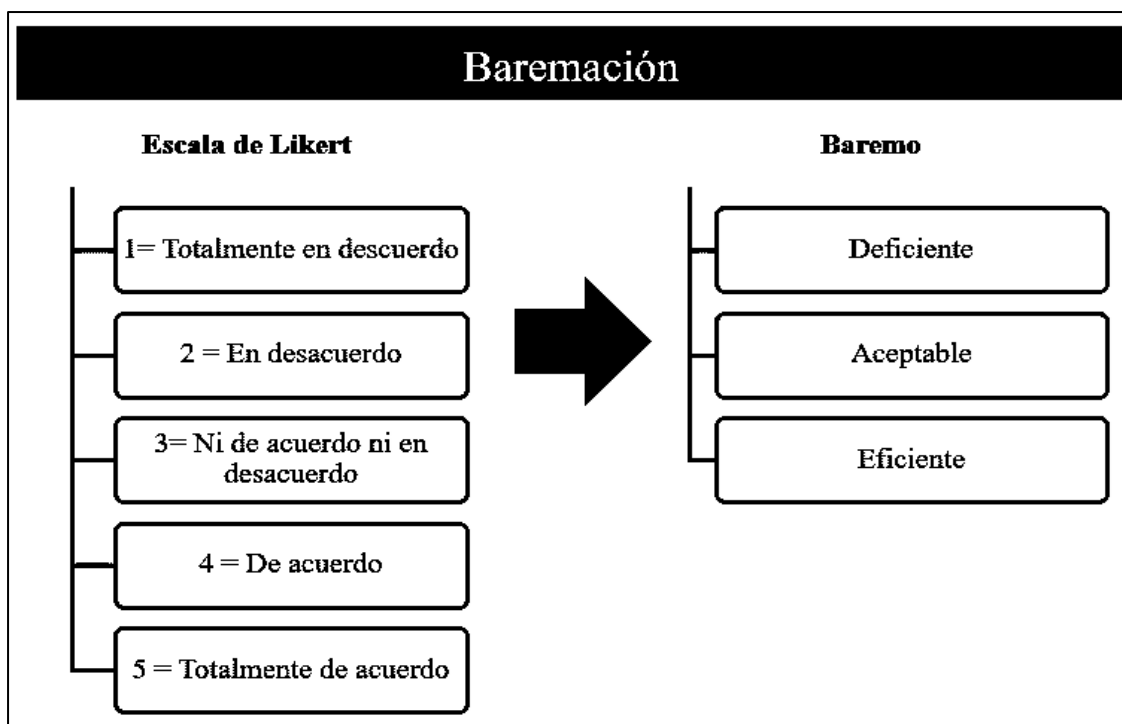 Baremación
Escala de Likert
1= Totalmente en descuerdo
2 = En desacuerdo
3= Ni de acuerdo ni en
desacuerdo
4 = De acuerdo
5 = Totalmente de acuerdo
Baremo
Deficiente
Aceptable
Eficiente